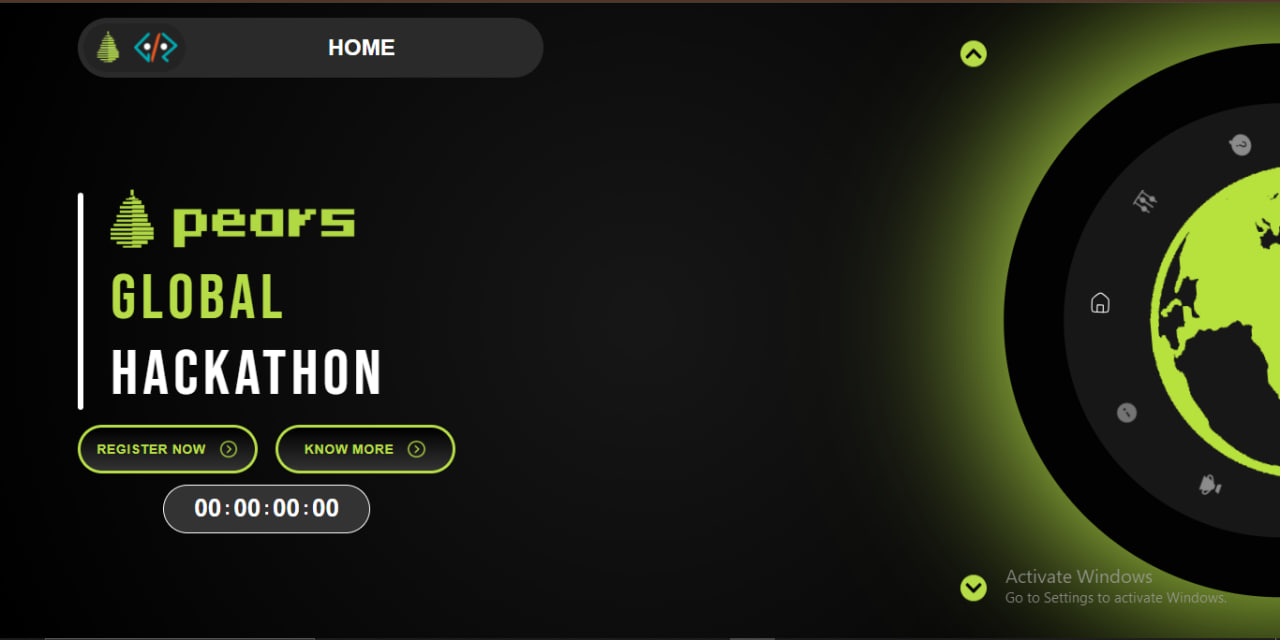 HOME
pears
GLOBAL
HACKATHON
REGISTER NOW
KNOW MORE
00:00:00:00
Activate Windows
Go to Settings to activate Windows.